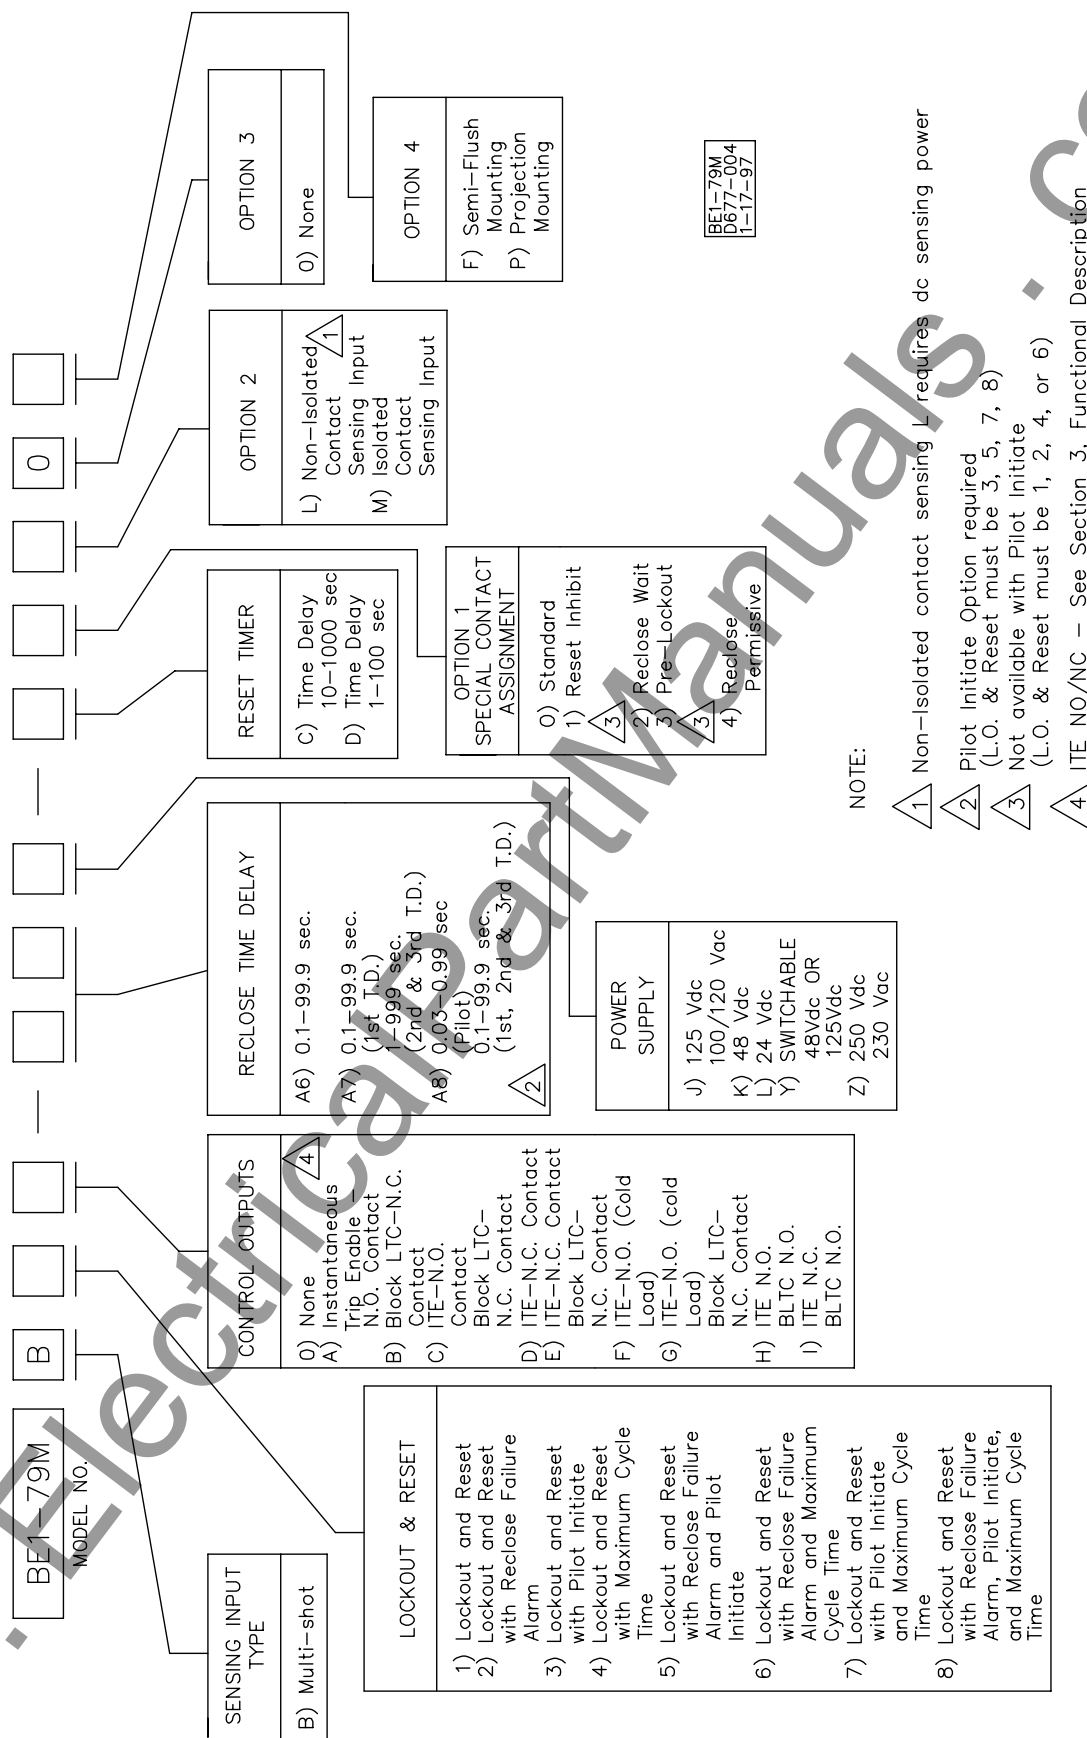 BE1-79M
B
O
MODEL NO.
SENSING INPUT
TYPE
B) Multi-shot
LOCKOUT & RESET
1) Lockout and Reset
2) Lockout and Reset
with Reclose Failure
Alarm
3) Lockout and Reset
with Pilot Initiate
4) Lockout and Reset
with Maximum Cycle
Time
5) Lockout and Reset
with Reclose Failure
Alarm and Pilot
Initiate
6) Lockout and Reset
with Reclose Failure
Alarm and Maximum
Cycle Time
7) Lockout and Reset
with Pilot Initiate
and Maximum Cycle
Time
8) Lockout and Reset
with Reclose Failure
Alarm, Pilot Initiate,
and Maximum Cycle
Time
CONTROL OUTPUTS
4
0) None
A) Instantaneous
Trip Enable -
N.O. Contact
B) Block LTC-N.C.
Contact
C) ITE-N.O.
Contact
Block LTC-
N.C. Contact
D) ITE-N.C. Contact
E) ITE-N.C. Contact
Block LTC-
N.C. Contact
F) ITE-N.O. (Cold
Load)
G) ITE-N.O. (cold
Load)
Block LTC-
N.C. Contact
H) ITE N.O.
BLTC N.O.
I) ITE N.C.
BLTC N.O.
RECLOSE TIME DELAY
A6) 0.1-99.9 sec.
A7) 0.1-99.9 sec.
(1st T.D.)
1-999 sec.
(2nd & 3rd T.D.)
A8) 0.03-0.99 sec
(Pilot)
0.1-99.9 sec.
(1st, 2nd & 3rd T.D.)
2
POWER
SUPPLY
J) 125 Vdc
100/120 Vac
K) 48 Vdc
L) 24 Vdc
Y) SWITCHABLE
48Vdc OR
125Vdc
Z) 250 Vdc
230 Vac
RESET TIMER
C) Time Delay
10-1000 sec
D) Time Delay
1-100 sec
OPTION 1
SPECIAL CONTACT
ASSIGNMENT
0) Standard
1) Reset Inhibit
3
2) Reclose Wait
3) Pre-Lockout
3
4) Reclose
Permissive
OPTION 2
L) Non-Isolated
Contact
1
Sensing Input
M) Isolated
Contact
Sensing Input
OPTION 3
0) None
OPTION 4
F) Semi-Flush
Mounting
P) Projection
Mounting
BE1-79M
D677-004
1-17-97
NOTE:
1 Non-Isolated contact sensing L requires dc sensing power
2 Pilot Initiate Option required
(L.O. & Reset must be 3, 5, 7, 8)
3 Not available with Pilot Initiate
(L.O. & Reset must be 1, 2, 4, or 6)
4 ITE NO/NC - See Section 3, Functional Description
. ElectricalPartManuals . c